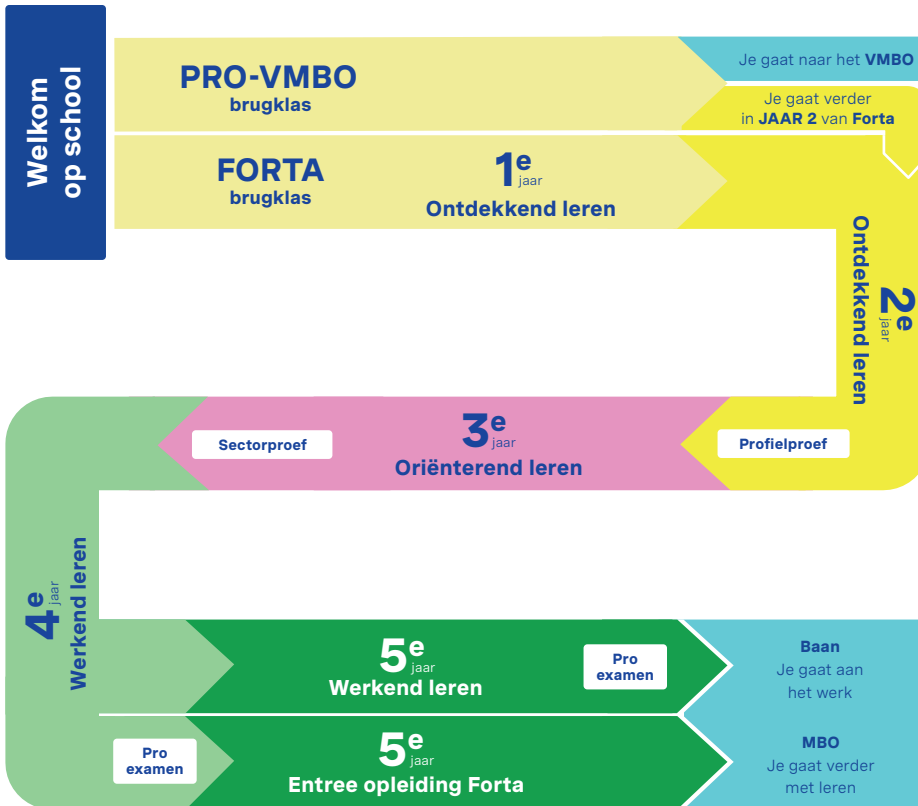 Welkom
op school
PRO-VMBO
brugklas
Je gaat naar het VMBO
Je gaat verder
in JAAR 2 van Forta
FORTA
brugklas
1e
jaar
Ontdekkend leren
2e
jaar
Ontdekkend leren
Profielproef
3e
jaar
Oriënterend leren
Sectorproef
4e
jaar
Werkend leren
5e
jaar
Werkend leren
Pro
examen
Baan
Je gaat aan
het werk
Pro
examen
5e
jaar
Entree opleiding Forta
MBO
Je gaat verder
met leren